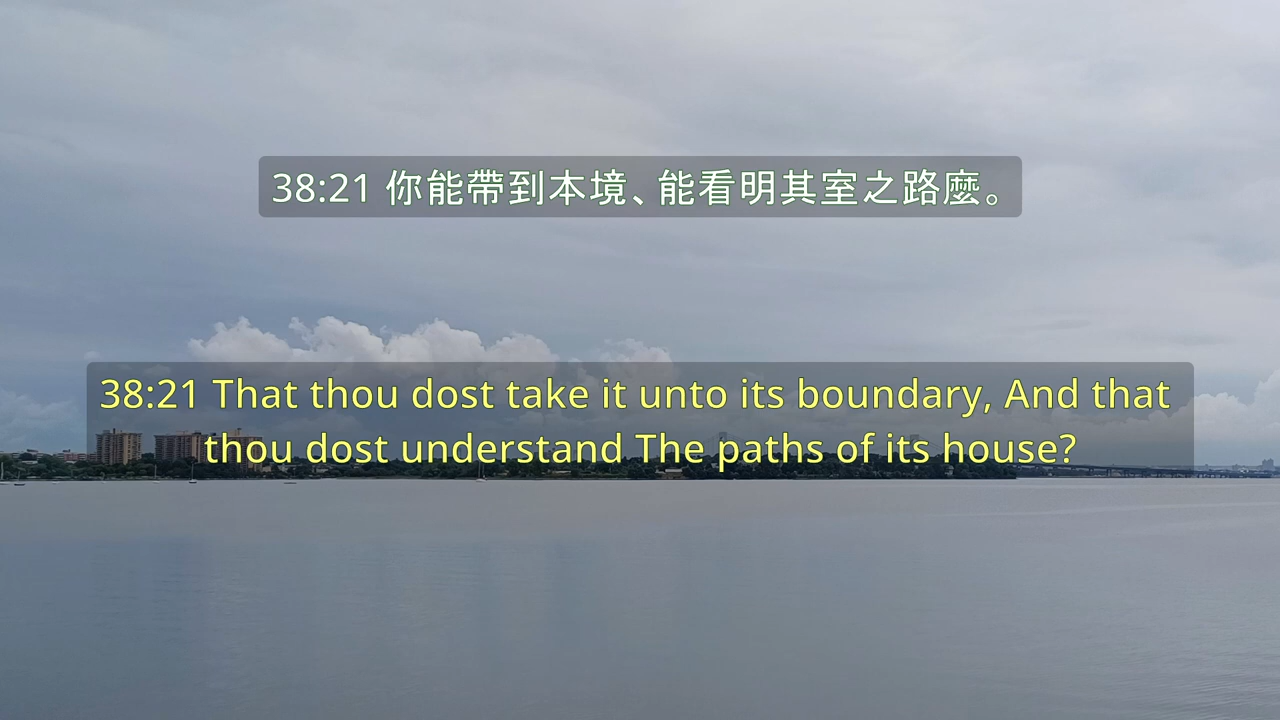 38:21 你能帶到本境、能看明其室之路麼。
38:21 That thou dost take it unto its boundary, And that
thou dost understand The paths of its house?